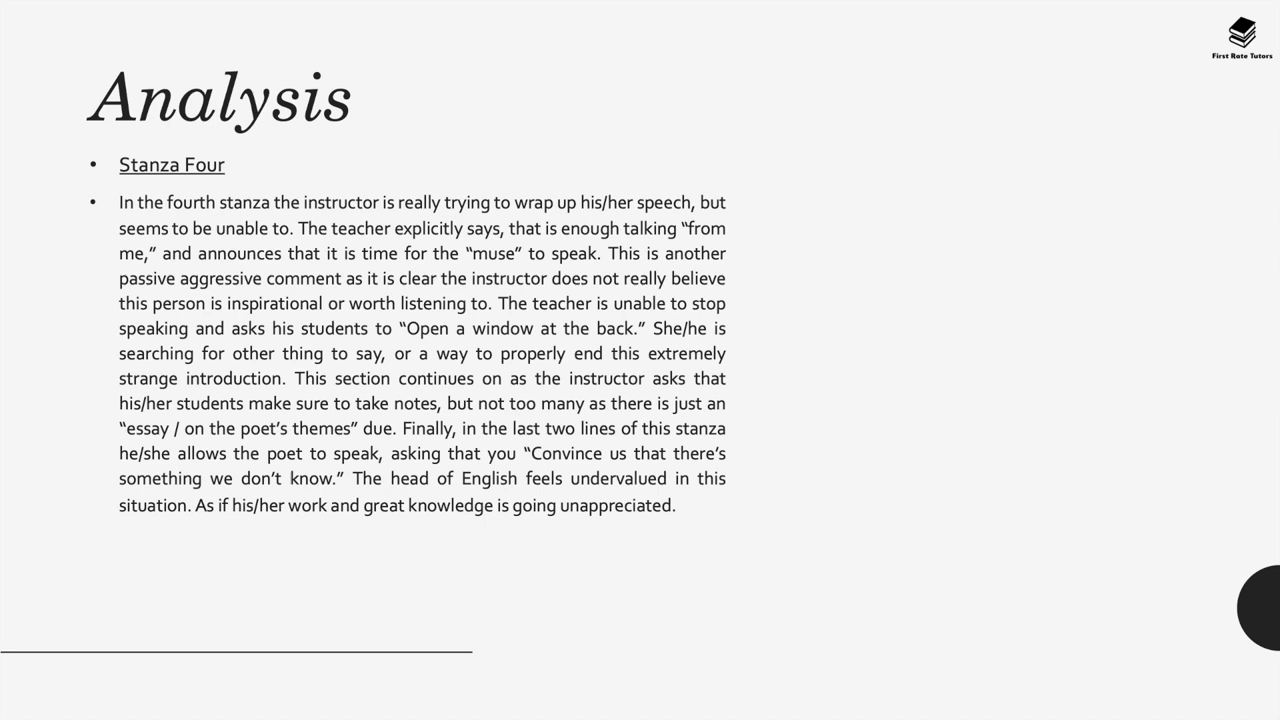 First Rate Tutors
Analysis
• Stanza Four
• In the fourth stanza the instructor is really trying to wrap up his/her speech, but
seems to be unable to. The teacher explicitly says, that is enough talking “from
me,” and announces that it is time for the “muse” to speak. This is another
passive aggressive comment as it is clear the instructor does not really believe
this person is inspirational or worth listening to. The teacher is unable to stop
speaking and asks his students to “Open a window at the back.” She/he is
searching for other thing to say, or a way to properly end this extremely
strange introduction. This section continues on as the instructor asks that
his/her students make sure to take notes, but not too many as there is just an
“essay / on the poet’s themes” due. Finally, in the last two lines of this stanza
he/she allows the poet to speak, asking that you “Convince us that there’s
something we don’t know.” The head of English feels undervalued in this
situation. As if his/her work and great knowledge is going unappreciated.